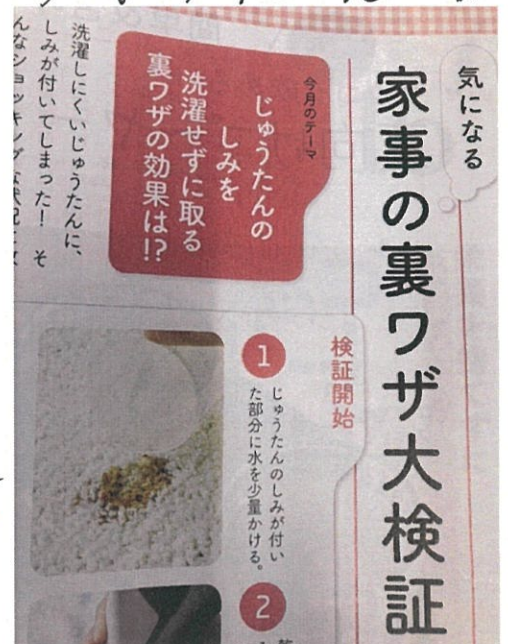 気になる
家事の裏ワザ大検証
今月のテーマ
じゅうたんの
しみを
洗濯せずに取る
裏ワザの効果は!?
洗濯しにくいじゅうたんに、
しみが付いてしまった! そ
んなショッキングな状況に
検証開始
1
じゅうたんのしみが付い
た部分に水を少量かける。
2